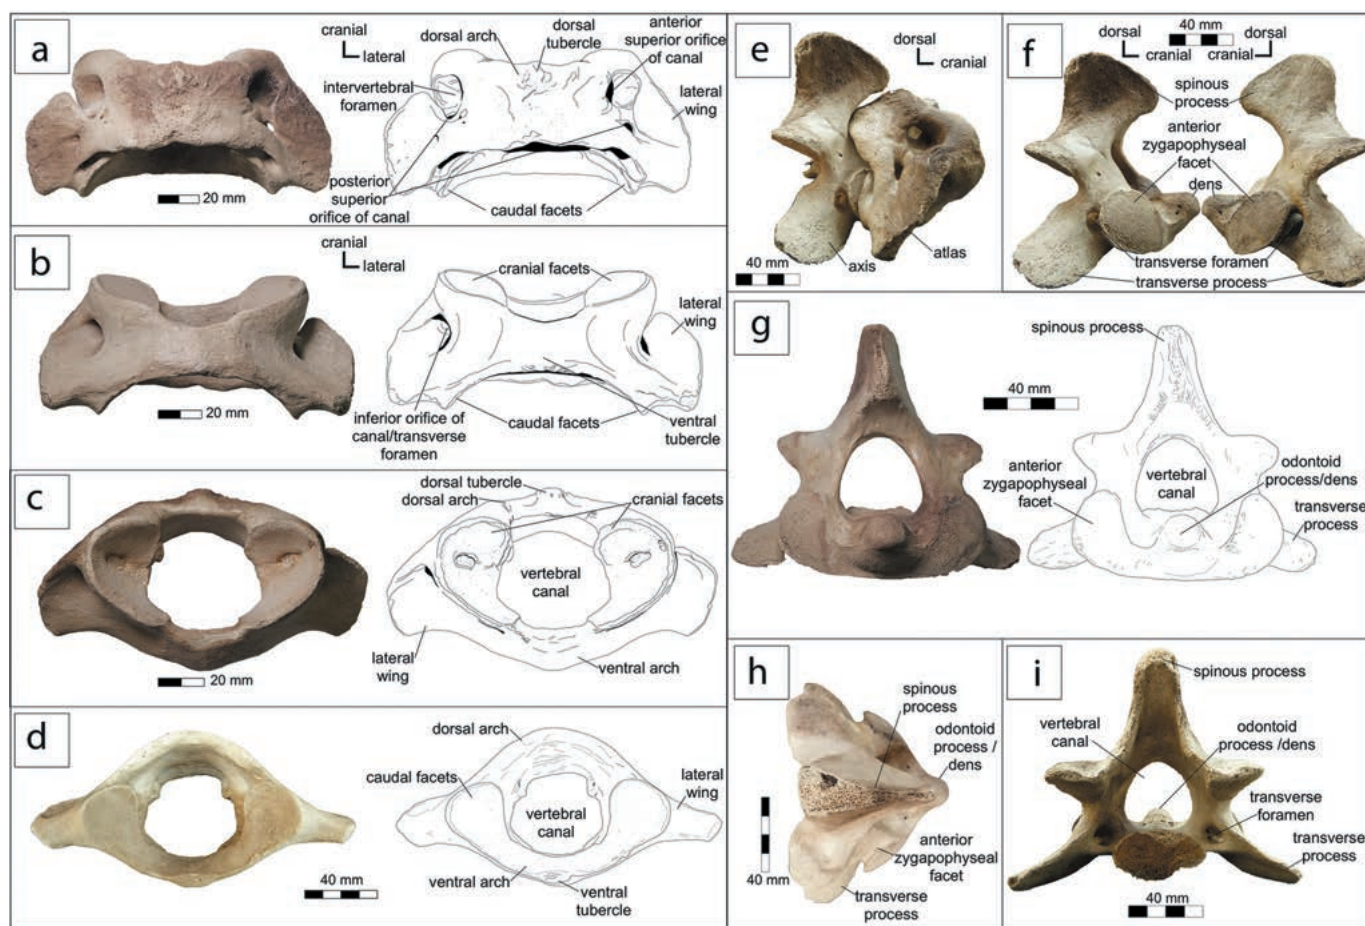 a
cranial
lateral
20 mm
dorsal arch
dorsal
tubercle
anterior
superior orifice
of canal
intervertebral
foramen
lateral
wing
posterior
superior
orifice of canal
caudal facets
b
cranial
lateral
20 mm
cranial facets
lateral
wing
inferior orifice of
canal/transverse
foramen
caudal facets
ventral
tubercle
c
20 mm
dorsal tubercle
dorsal arch
cranial facets
vertebral
canal
lateral
wing
ventral arch
d
40 mm
dorsal arch
caudal facets
lateral
wing
vertebral
canal
ventral arch
ventral
tubercle
e
dorsal
cranial
40 mm
axis
atlas
f
40 mm
dorsal
cranial
dorsal
cranial
spinous
process
anterior
zygapophyseal
facet
dens
transverse foramen
transverse process
g
40 mm
spinous process
anterior
zygapophyseal
facet
vertebral
canal
odontoid
process/dens
transverse
process
h
40 mm
spinous
process
odontoid
process /
dens
anterior
zygapophyseal
facet
transverse
process
i
spinous process
vertebral
canal
odontoid
process /dens
transverse
foramen
transverse
process
40 mm